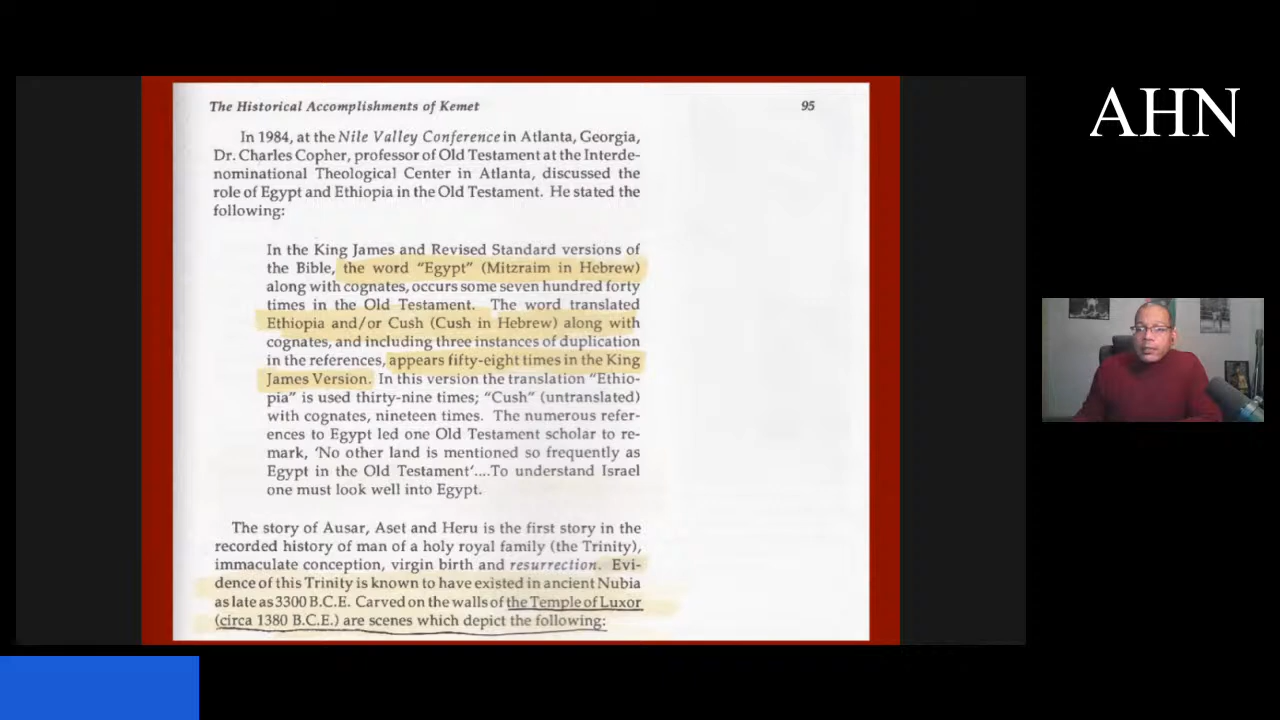 The Historical Accomplishments of Kemet 95
AHN
In 1984, at the Nile Valley Conference in Atlanta, Georgia,
Dr. Charles Copher, professor of Old Testament at the Interde-
nominational Theological Center in Atlanta, discussed the
role of Egypt and Ethiopia in the Old Testament. He stated the
following:
In the King James and Revised Standard versions of
the Bible, the word "Egypt" (Mitzraim in Hebrew)
along with cognates, occurs some seven hundred forty
times in the Old Testament. The word translated
Ethiopia and/or Cush (Cush in Hebrew) along with
cognates, and including three instances of duplication
in the references, appears fifty-eight times in the King
James Version. In this version the translation "Ethio-
pia" is used thirty-nine times; "Cush" (untranslated)
with cognates, nineteen times. The numerous refer-
ences to Egypt led one Old Testament scholar to re-
mark, 'No other land is mentioned so frequently as
Egypt in the Old Testament'....To understand Israel
one must look well into Egypt.
The story of Ausar, Aset and Heru is the first story in the
recorded history of man of a holy royal family (the Trinity),
immaculate conception, virgin birth and resurrection. Evi-
dence of this Trinity is known to have existed in ancient Nubia
as late as 3300 B.C.E. Carved on the walls of the Temple of Luxor
(circa 1380 B.C.E.) are scenes which depict the following: